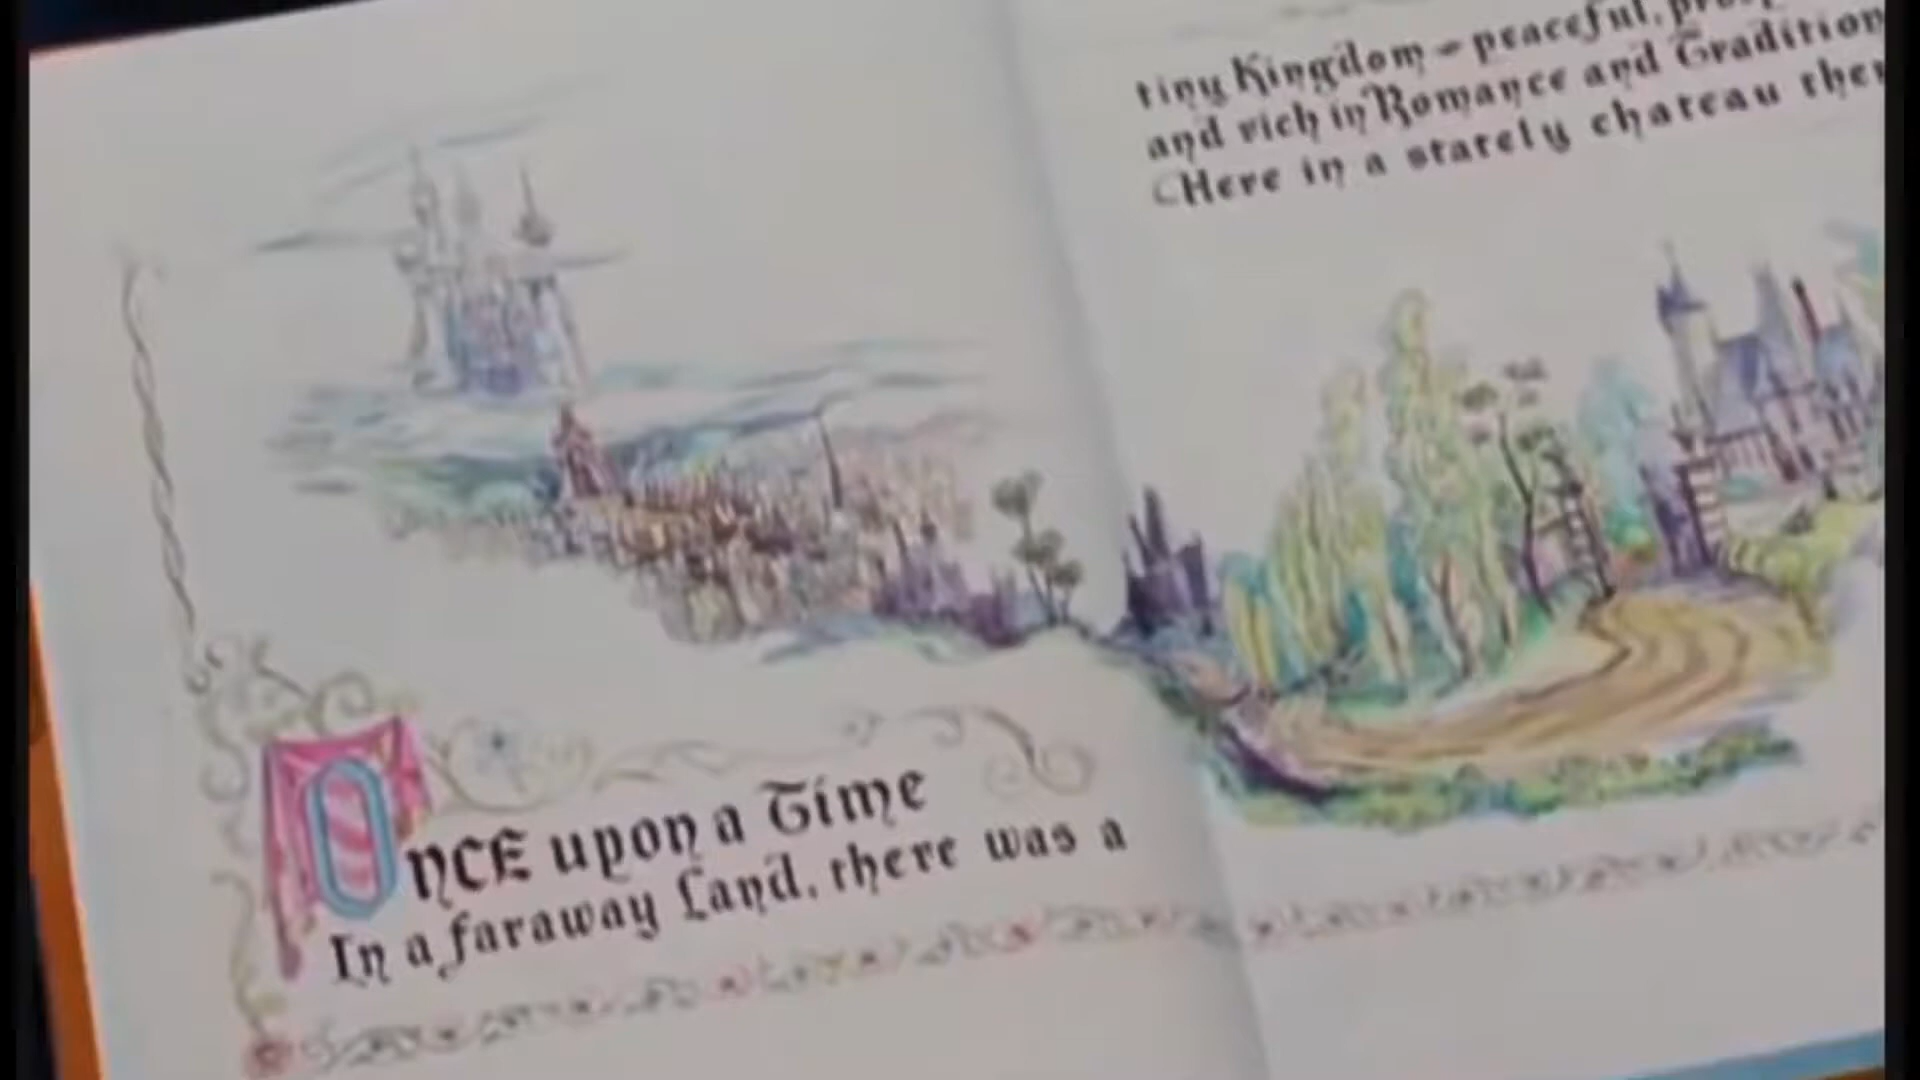 Once upon a Time
In a faraway Land, there was a
tiny Kingdom - peaceful,
and rich in Romance and Tradition
Here in a stately chateau